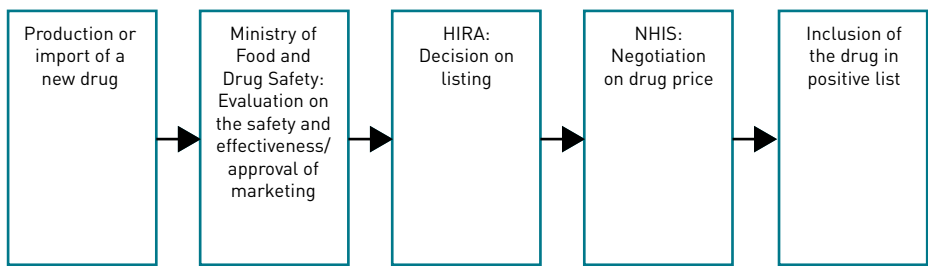 Production or
import of a
new drug
Ministry of
Food and
Drug Safety:
Evaluation on
the safety and
effectiveness/
approval of
marketing
HIRA:
Decision on
listing
NHIS:
Negotiation
on drug price
Inclusion of
the drug in
positive list